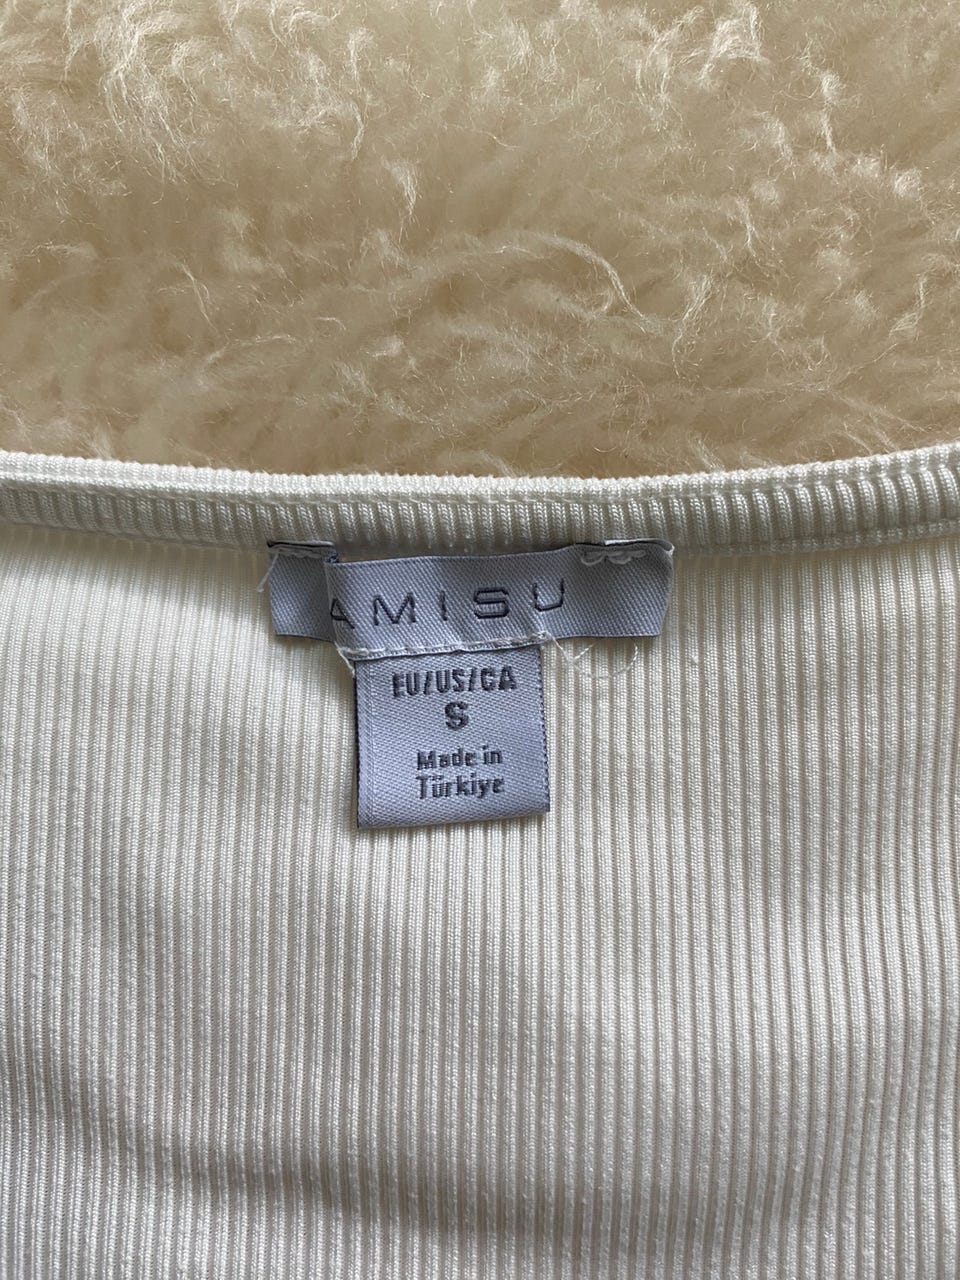 AMISU
EU/US/CA
S
Made in
Türkiye